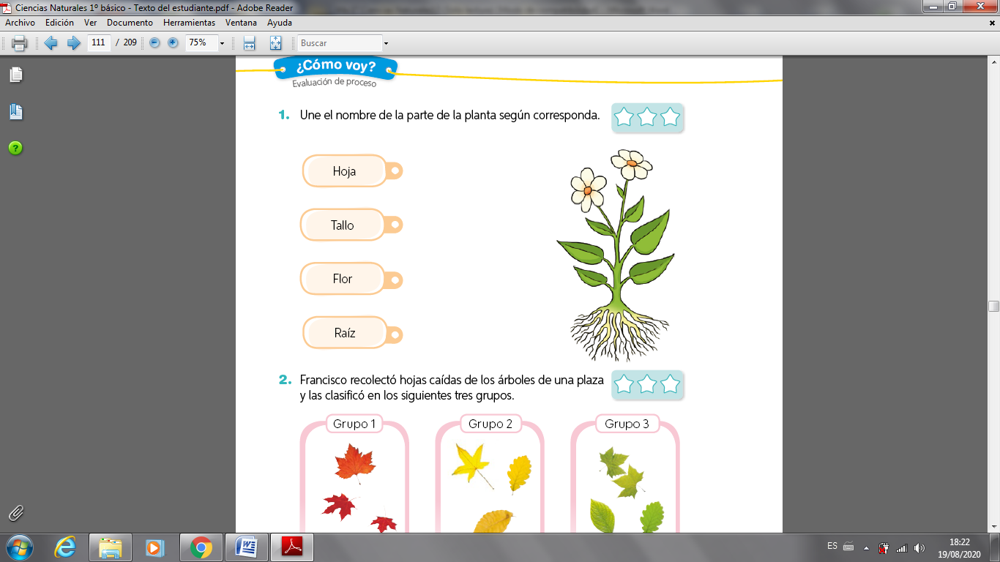 Ciencias Naturales 1º básico - Texto del estudiante.pdf - Adobe Reader
Archivo Edición Ver Documento Herramientas Ventana Ayuda
111 / 209 75% Buscar
¿Cómo voy?
Evaluación de proceso
1. Une el nombre de la parte de la planta según corresponda.
Hoja
Tallo
Flor
Raíz
2. Francisco recolectó hojas caídas de los árboles de una plaza
y las clasificó en los siguientes tres grupos.
Grupo 1 Grupo 2 Grupo 3
ES 18:22
19/08/2020